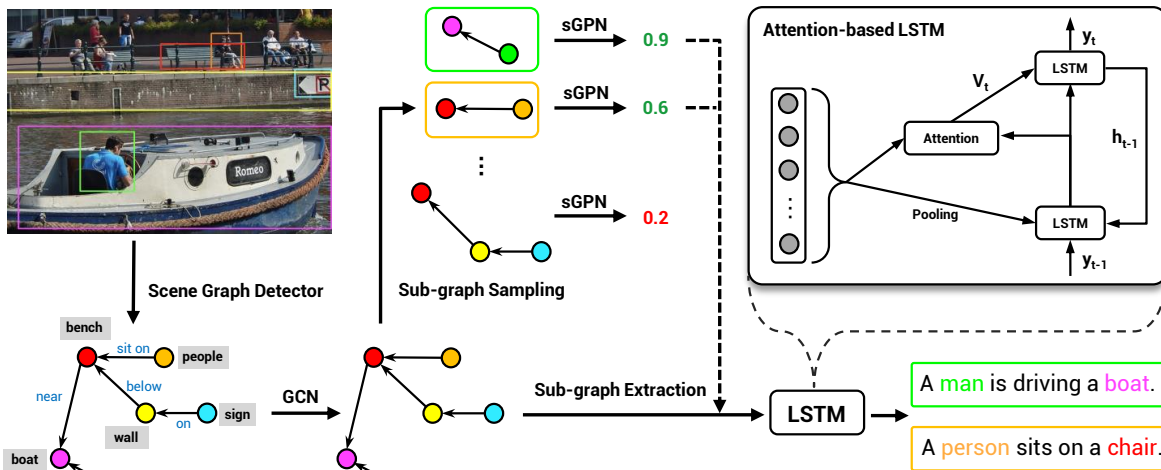 sGPN
0.9
sGPN
0.6
⋮
sGPN
0.2
Attention-based LSTM
y_t
LSTM
V_t
Attention
h_{t-1}
Pooling
LSTM
y_{t-1}
R
Romeo
Scene Graph Detector
Sub-graph Sampling
bench
sit on
people
near
below
wall
on
sign
boat
GCN
Sub-graph Extraction
LSTM
A man is driving a boat.
A person sits on a chair.